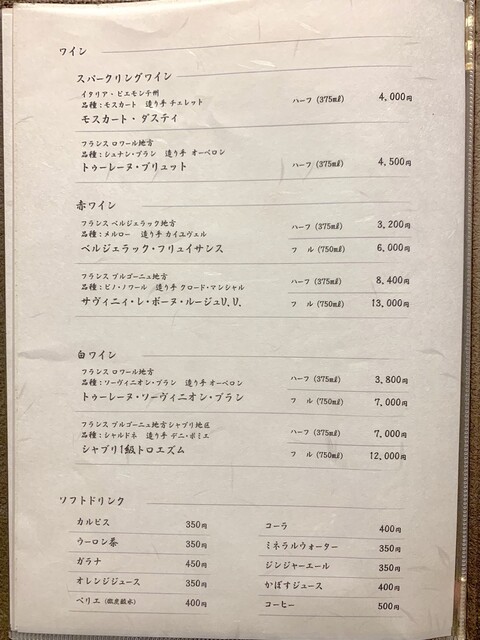 ワイン
スパークリングワイン
イタリア・ピエモンテ州
品種：モスカート 造り手 チェレット ハーフ (375㎖) 4,000円
モスカート・ダスティ
フランス ロワール地方
品種：シュナン・ブラン 造り手 オーベロン
トゥーレーヌ・ブリュット ハーフ (375㎖) 4,500円
赤ワイン
フランス ベルジェラック地方
品種：メルロー 造り手 カイユヴェル ハーフ (375㎖) 3,200円
ベルジェラック・フリュイサンス フル (750㎖) 6,000円
フランス ブルゴーニュ地方
品種：ピノ・ノワール 造り手 クロード・マレシャル ハーフ (375㎖) 8,400円
サヴィニィ・レ・ボーヌ・ルージュU.V. フル (750㎖) 13,000円
白ワイン
フランス ロワール地方
品種：ソーヴィニオン・ブラン 造り手 オーベロン ハーフ (375㎖) 3,800円
トゥーレーヌ・ソーヴィニオン・ブラン フル (750㎖) 7,000円
フランス ブルゴーニュ地方シャブリ地区
品種：シャルドネ 造り手 デニ・ポミエ ハーフ (375㎖) 7,000円
シャブリ1級トロエズム フル (750㎖) 12,000円
ソフトドリンク
カルピス 350円
ウーロン茶 350円
ガラナ 450円
オレンジジュース 350円
ペリエ (微炭酸水) 400円
コーラ 400円
ミネラルウォーター 350円
ジンジャーエール 350円
かぼすジュース 400円
コーヒー 500円